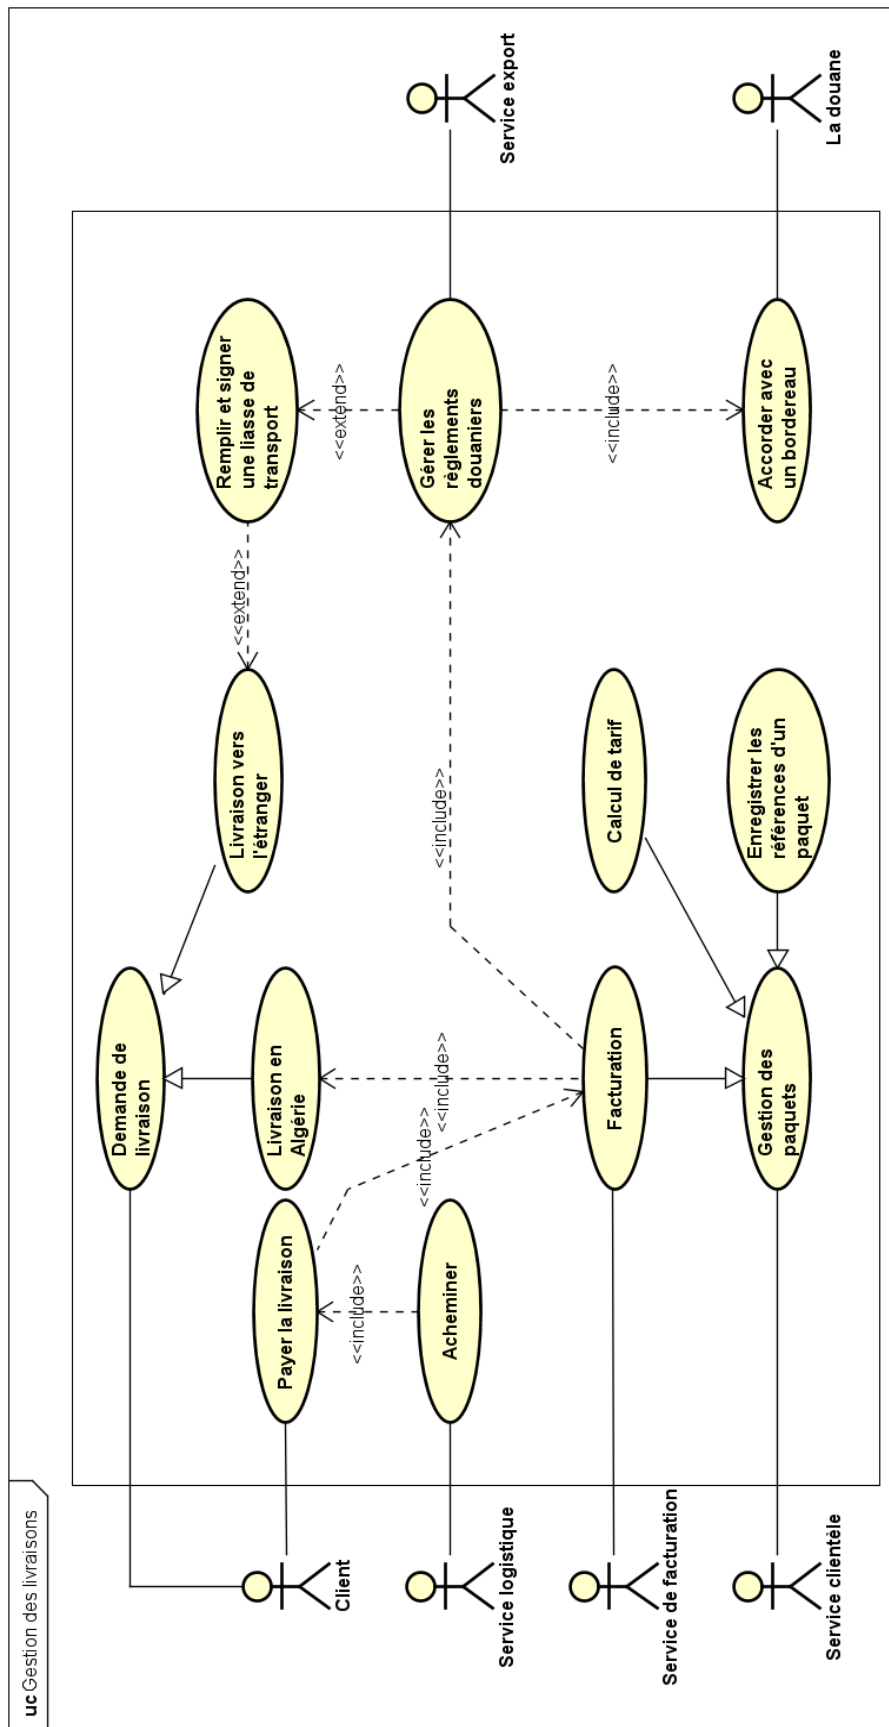 uc Gestion des livraisons
Demande de
livraison
Livraison vers
l'étranger
Remplir et signer
une liasse de
transport
<<extend>>
Payer la livraison
Livraison en
Algérie
<<extend>>
Client
<<include>>
<<include>>
<<include>>
<<include>>
Acheminer
Gérer les
règlements
douaniers
Service logistique
Service export
<<include>>
Facturation
Calcul de tarif
Service de facturation
Gestion des
paquets
Enregistrer les
références d'un
paquet
Accorder avec
un bordereau
Service clientèle
La douane